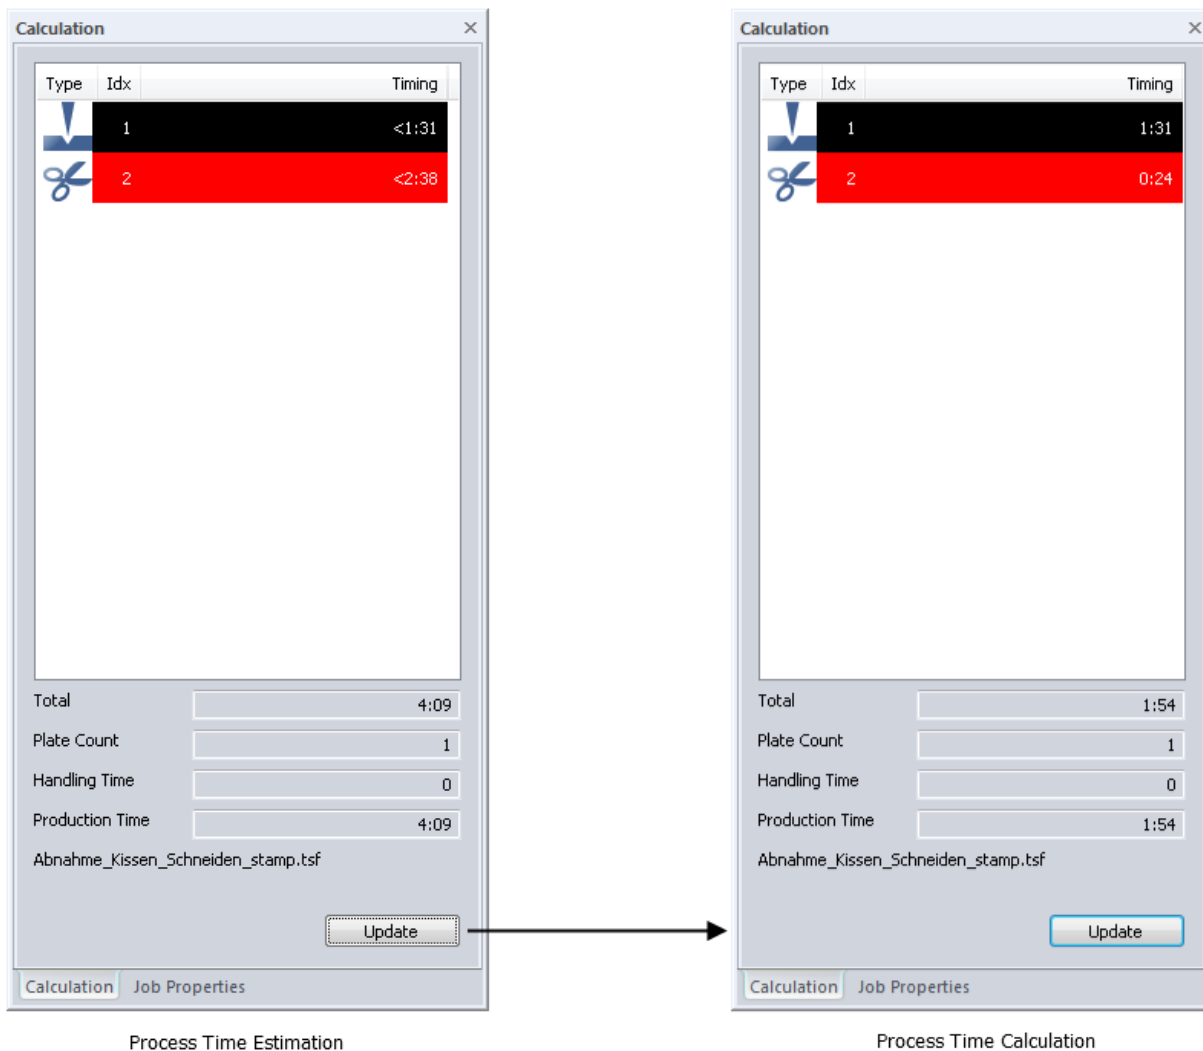 Calculation
Type Idx Timing
1 <1:31
2 <2:38
Total 4:09
Plate Count 1
Handling Time 0
Production Time 4:09
Abnahme_Kissen_Schneiden_stamp.tsf
Update
Calculation Job Properties
Process Time Estimation
Calculation
Type Idx Timing
1 1:31
2 0:24
Total 1:54
Plate Count 1
Handling Time 0
Production Time 1:54
Abnahme_Kissen_Schneiden_stamp.tsf
Update
Calculation Job Properties
Process Time Calculation